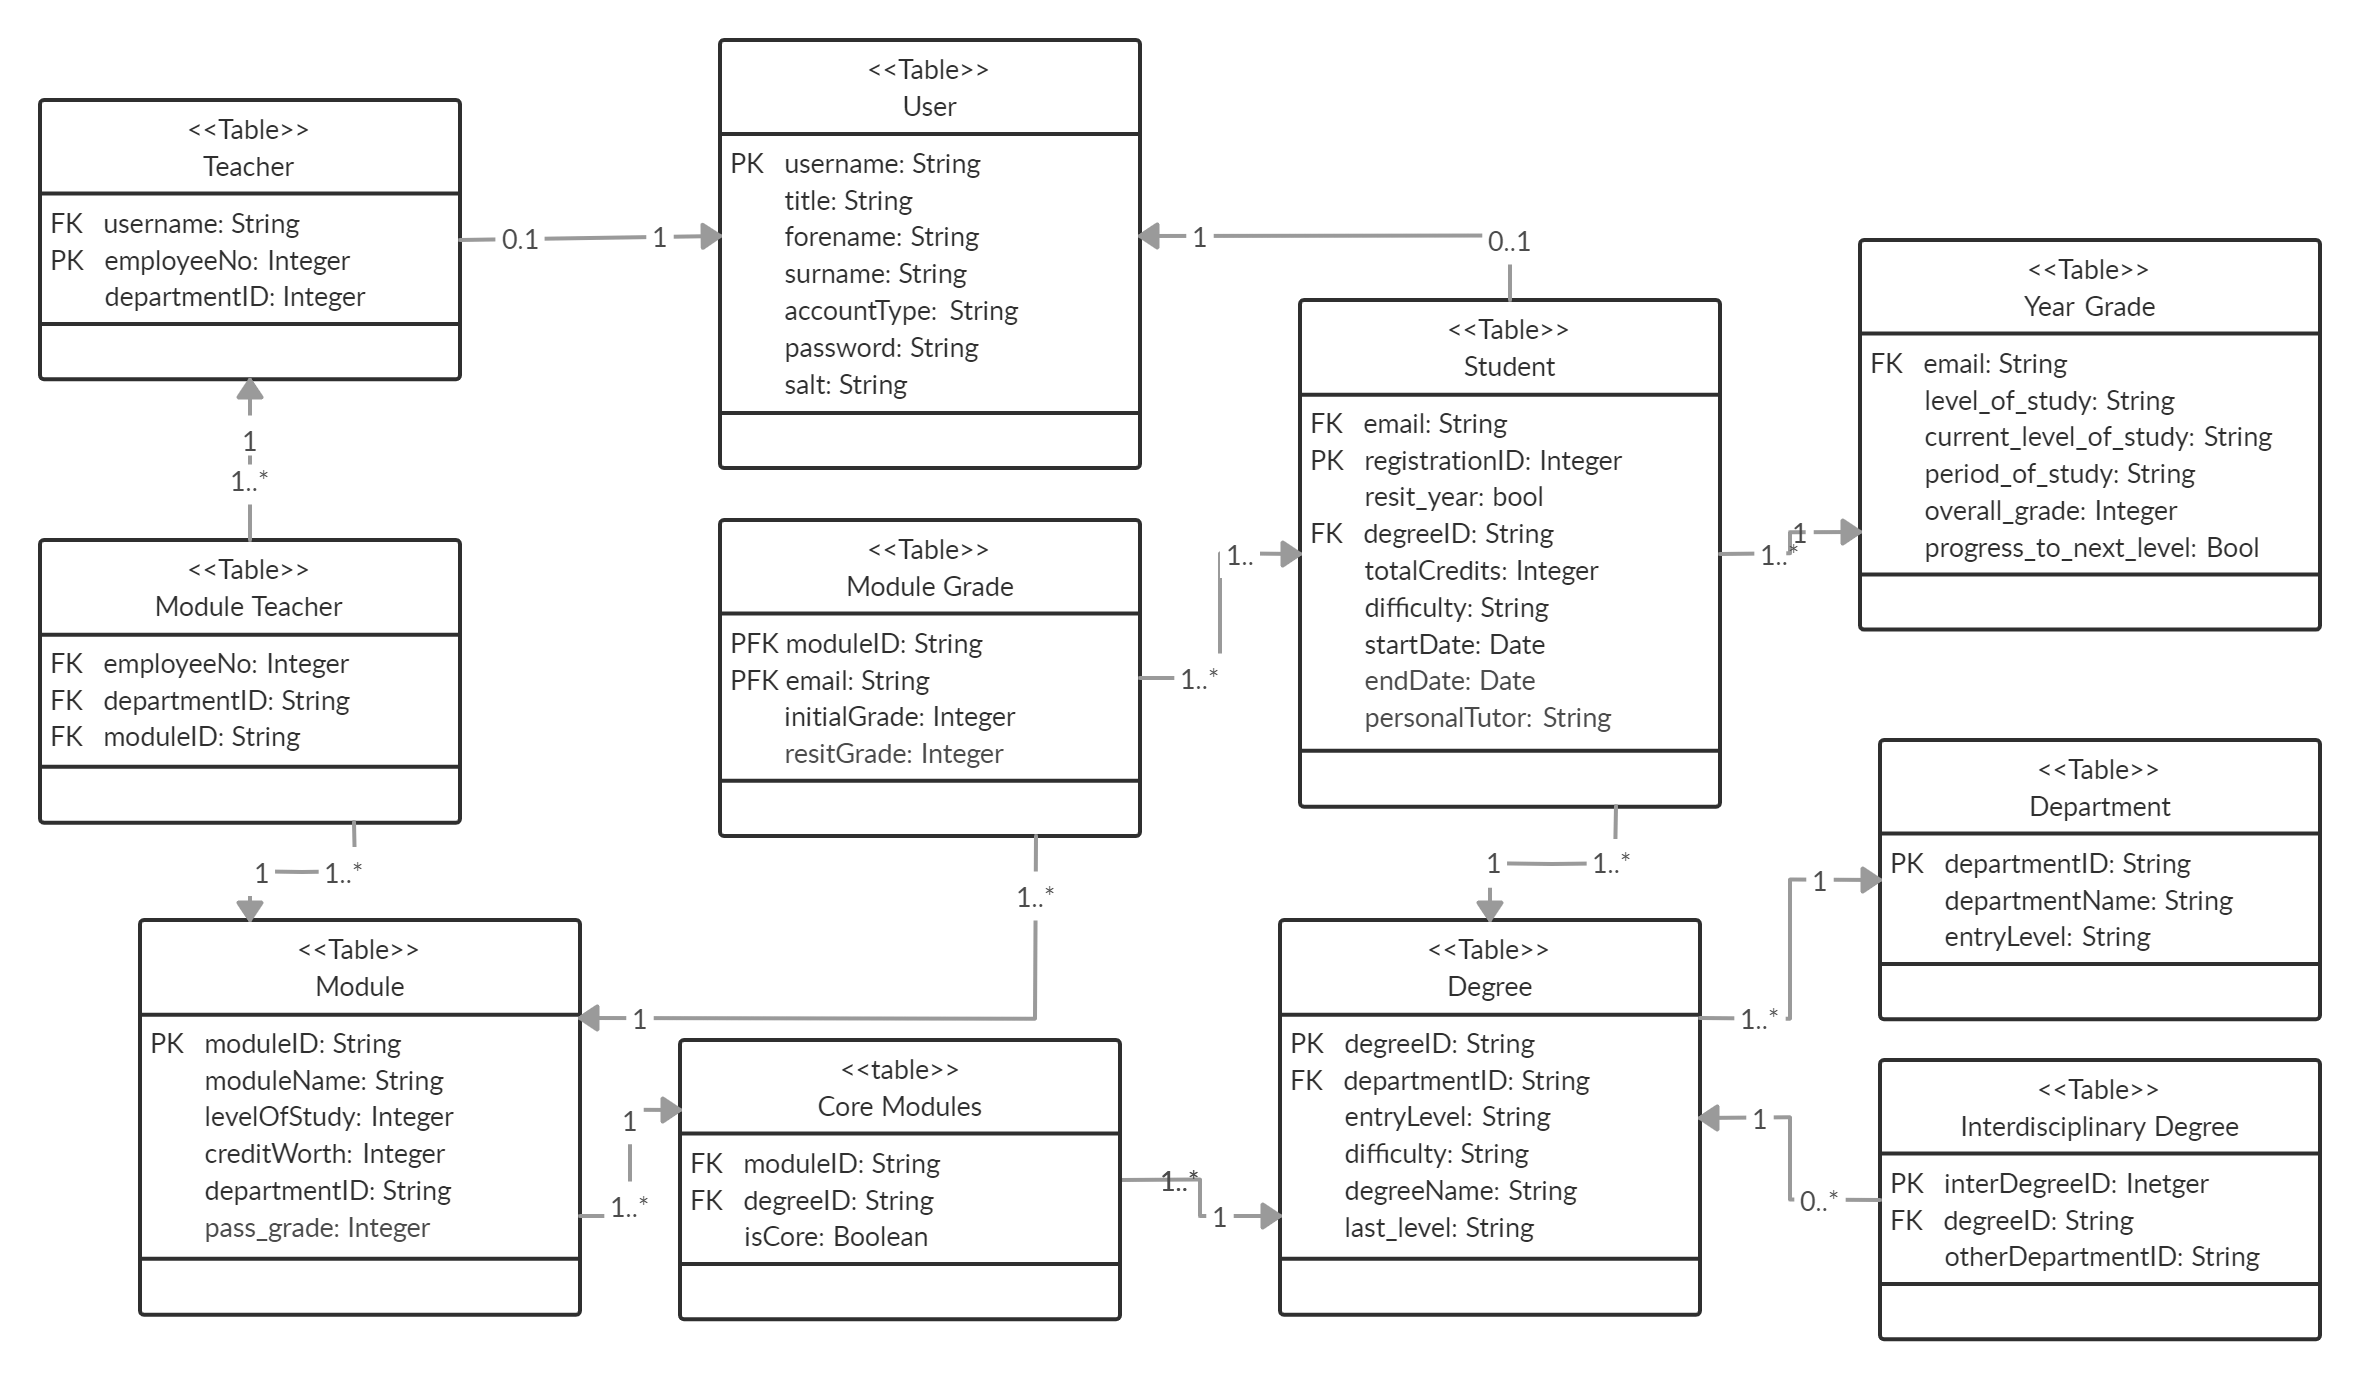 <<Table>>
User
PK username: String
title: String
forename: String
surname: String
accountType: String
password: String
salt: String
<<Table>>
Teacher
FK username: String
PK employeeNo: Integer
departmentID: Integer
0.1
1
1
0..1
<<Table>>
Student
FK email: String
PK registrationID: Integer
resit_year: bool
FK degreeID: String
totalCredits: Integer
difficulty: String
startDate: Date
endDate: Date
personalTutor: String
<<Table>>
Year Grade
FK email: String
level_of_study: String
current_level_of_study: String
period_of_study: String
overall_grade: Integer
progress_to_next_level: Bool
1
1..*
1..*
1
<<Table>>
Module Teacher
FK employeeNo: Integer
FK departmentID: String
FK moduleID: String
<<Table>>
Module Grade
PFK moduleID: String
PFK email: String
initialGrade: Integer
resitGrade: Integer
1..
1..*
<<Table>>
Department
PK departmentID: String
departmentName: String
entryLevel: String
1
1..*
1..*
1
1..*
1
1..*
<<Table>>
Module
PK moduleID: String
moduleName: String
levelOfStudy: Integer
creditWorth: Integer
departmentID: String
pass_grade: Integer
1
1
1..*
<<table>>
Core Modules
FK moduleID: String
FK degreeID: String
isCore: Boolean
1..*
1
<<Table>>
Degree
PK degreeID: String
FK departmentID: String
entryLevel: String
difficulty: String
degreeName: String
last_level: String
1
0..*
<<Table>>
Interdisciplinary Degree
PK interDegreeID: Inetger
FK degreeID: String
otherDepartmentID: String